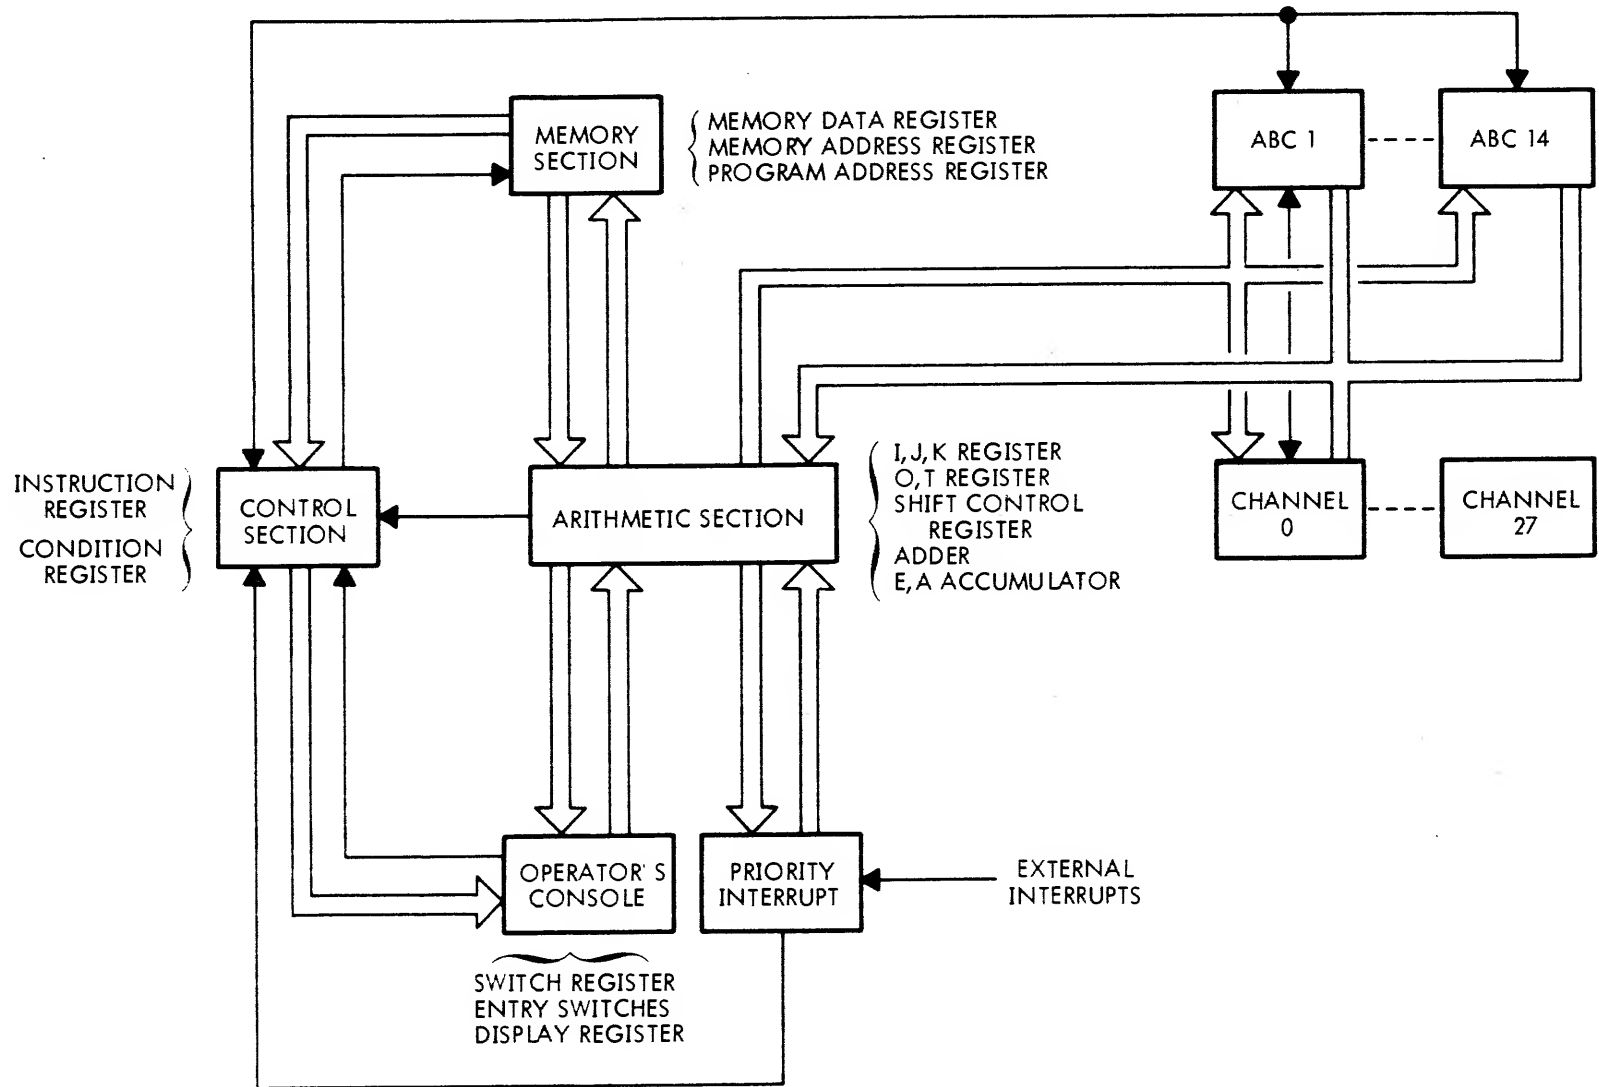 MEMORY
SECTION
MEMORY DATA REGISTER
MEMORY ADDRESS REGISTER
PROGRAM ADDRESS REGISTER
ABC 1
ABC 14
INSTRUCTION
REGISTER
CONDITION
REGISTER
CONTROL
SECTION
ARITHMETIC SECTION
I, J, K REGISTER
O, T REGISTER
SHIFT CONTROL
REGISTER
ADDER
E, A ACCUMULATOR
CHANNEL
0
CHANNEL
27
OPERATOR'S
CONSOLE
PRIORITY
INTERRUPT
EXTERNAL
INTERRUPTS
SWITCH REGISTER
ENTRY SWITCHES
DISPLAY REGISTER